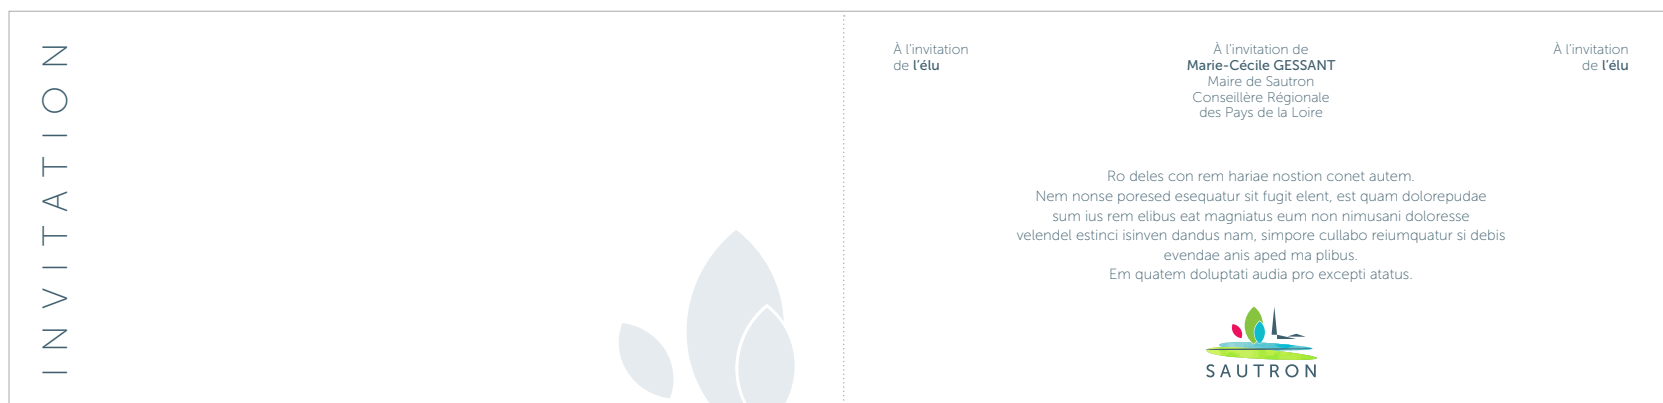 INVITATION
À l'invitation
de l'élu
À l'invitation de
Marie-Cécile GESSANT
Maire de Sautron
Conseillère Régionale
des Pays de la Loire
À l'invitation
de l'élu
Ro deles con rem hariae nostion conet autem.
Nem nonse poresed esequatur sit fugit elent, est quam dolorepudae
sum ius rem elibus eat magniatus eum non nimusani doloresse
velendel estinci isinven dandus nam, simpore cullabo reiumquatur si debis
evendae anis aped ma plibus.
Em quatem doluptati audia pro excepti atatus.
SAUTRON